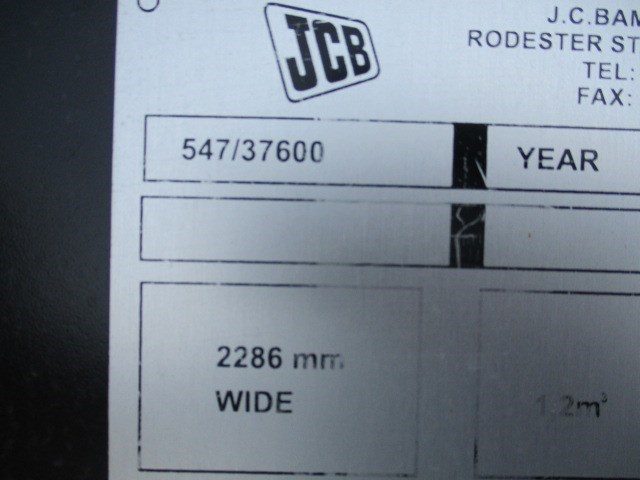 JCB
J.C.BAM
RODESTER ST
TEL:
FAX:
547/37600
YEAR
2286 mm
WIDE
1.2m³